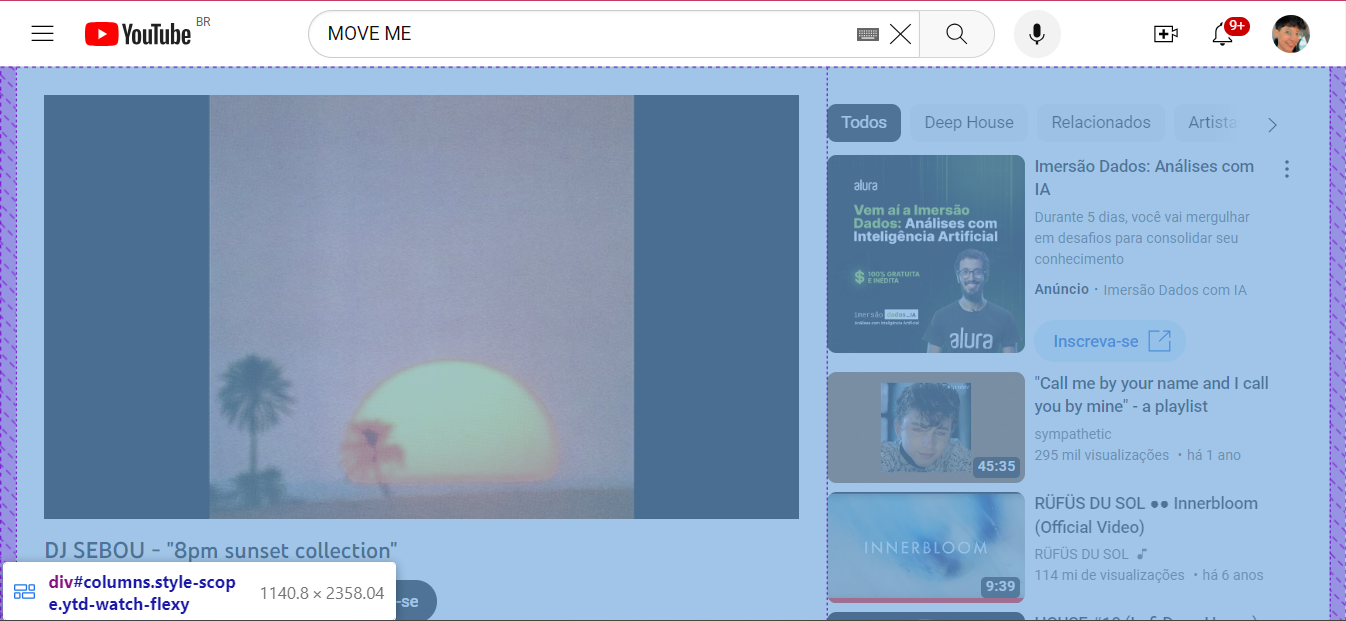 YouTube BR
MOVE ME
9+
Todos
Deep House
Relacionados
Artista
alura
Vem aí a Imersão
Dados: Análises com
Inteligência Artificial
100% GRATUITA
E INÉDITA
alura
Imersão Dados: Análises com
IA
Durante 5 dias, você vai mergulhar
em desafios para consolidar seu
conhecimento
Anúncio · Imersão Dados com IA
Inscreva-se
45:35
"Call me by your name and I call
you by mine" - a playlist
sympathetic
295 mil visualizações • há 1 ano
INNERBLOOM
9:39
RÜFÜS DU SOL ●● Innerbloom
(Official Video)
RÜFÜS DU SOL
114 mi de visualizações • há 6 anos
DJ SEBOU - "8pm sunset collection"
-se
div#columns.style-scop
e.ytd-watch-flexy
1140.8 × 2358.04